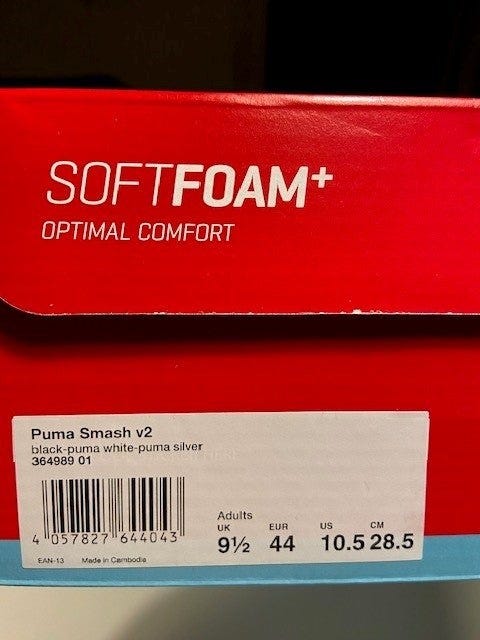 SOFTFOAM+
OPTIMAL COMFORT
Puma Smash v2
black-puma white-puma silver
364989 01
4 057827 644043
EAN-13 Made in Cambodia
Adults
UK EUR US CM
9½ 44 10.5 28.5